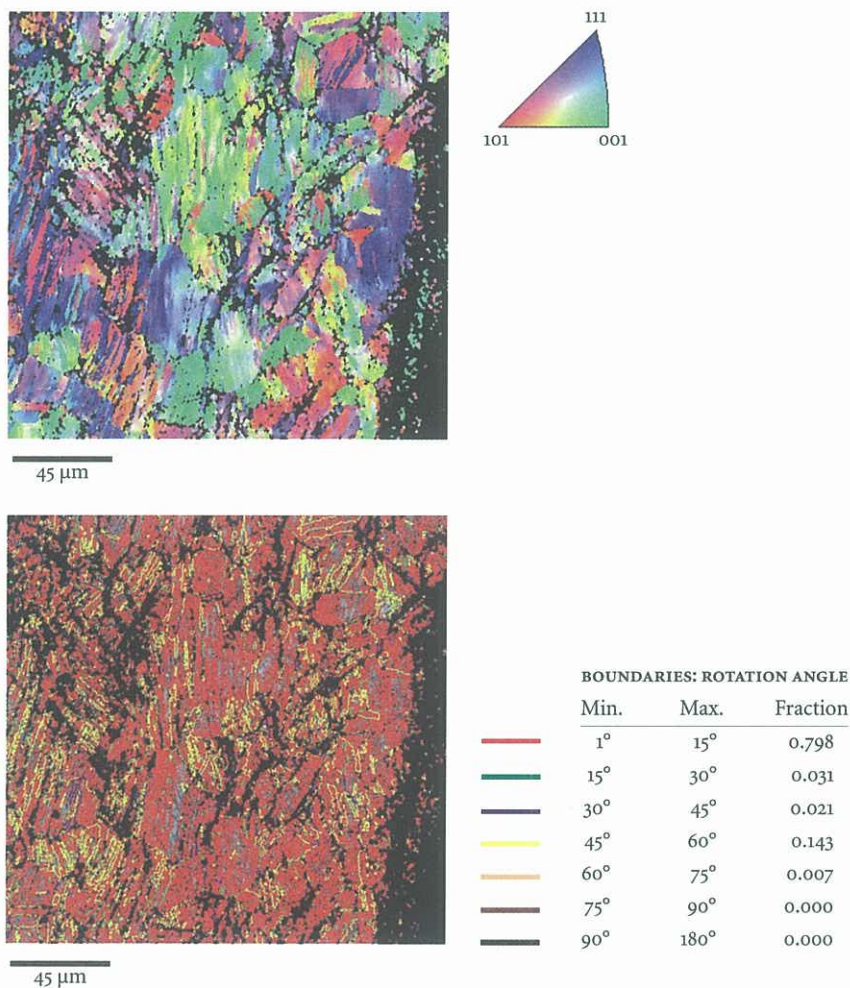 111
101 001
45 µm
BOUNDARIES: ROTATION ANGLE
Min. Max. Fraction
1° 15° 0.798
15° 30° 0.031
30° 45° 0.021
45° 60° 0.143
60° 75° 0.007
75° 90° 0.000
90° 180° 0.000
45 µm